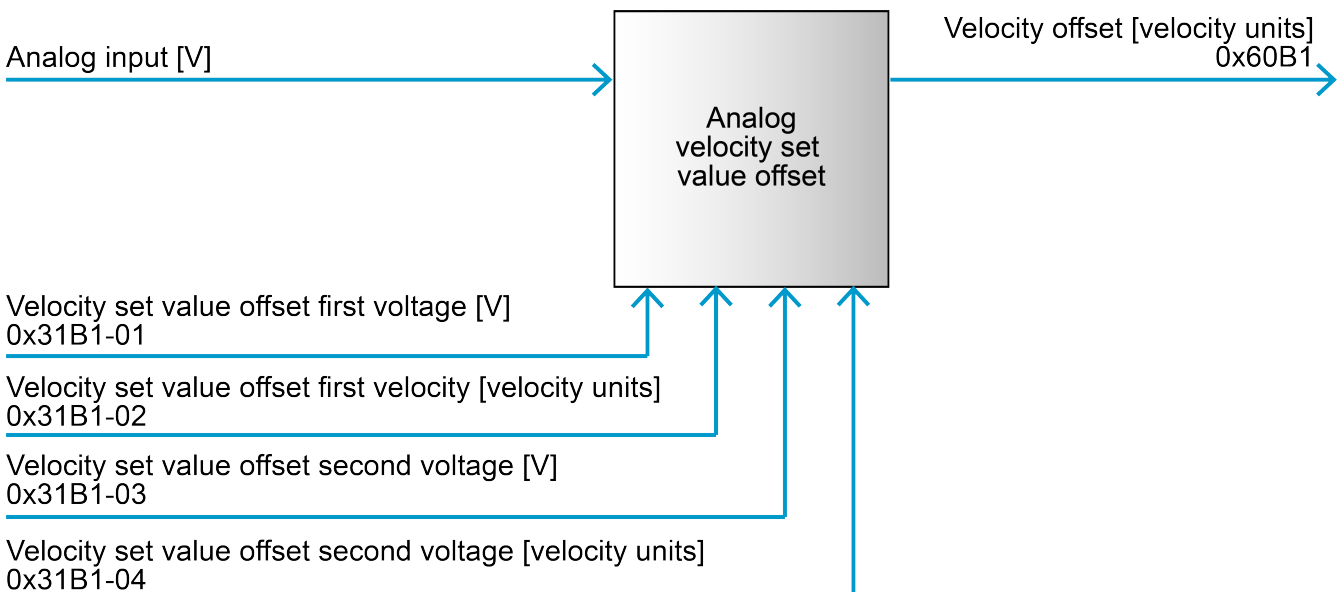 Analog input [V]
Velocity offset [velocity units]
0x60B1
Analog
velocity set
value offset
Velocity set value offset first voltage [V]
0x31B1-01
Velocity set value offset first velocity [velocity units]
0x31B1-02
Velocity set value offset second voltage [V]
0x31B1-03
Velocity set value offset second voltage [velocity units]
0x31B1-04